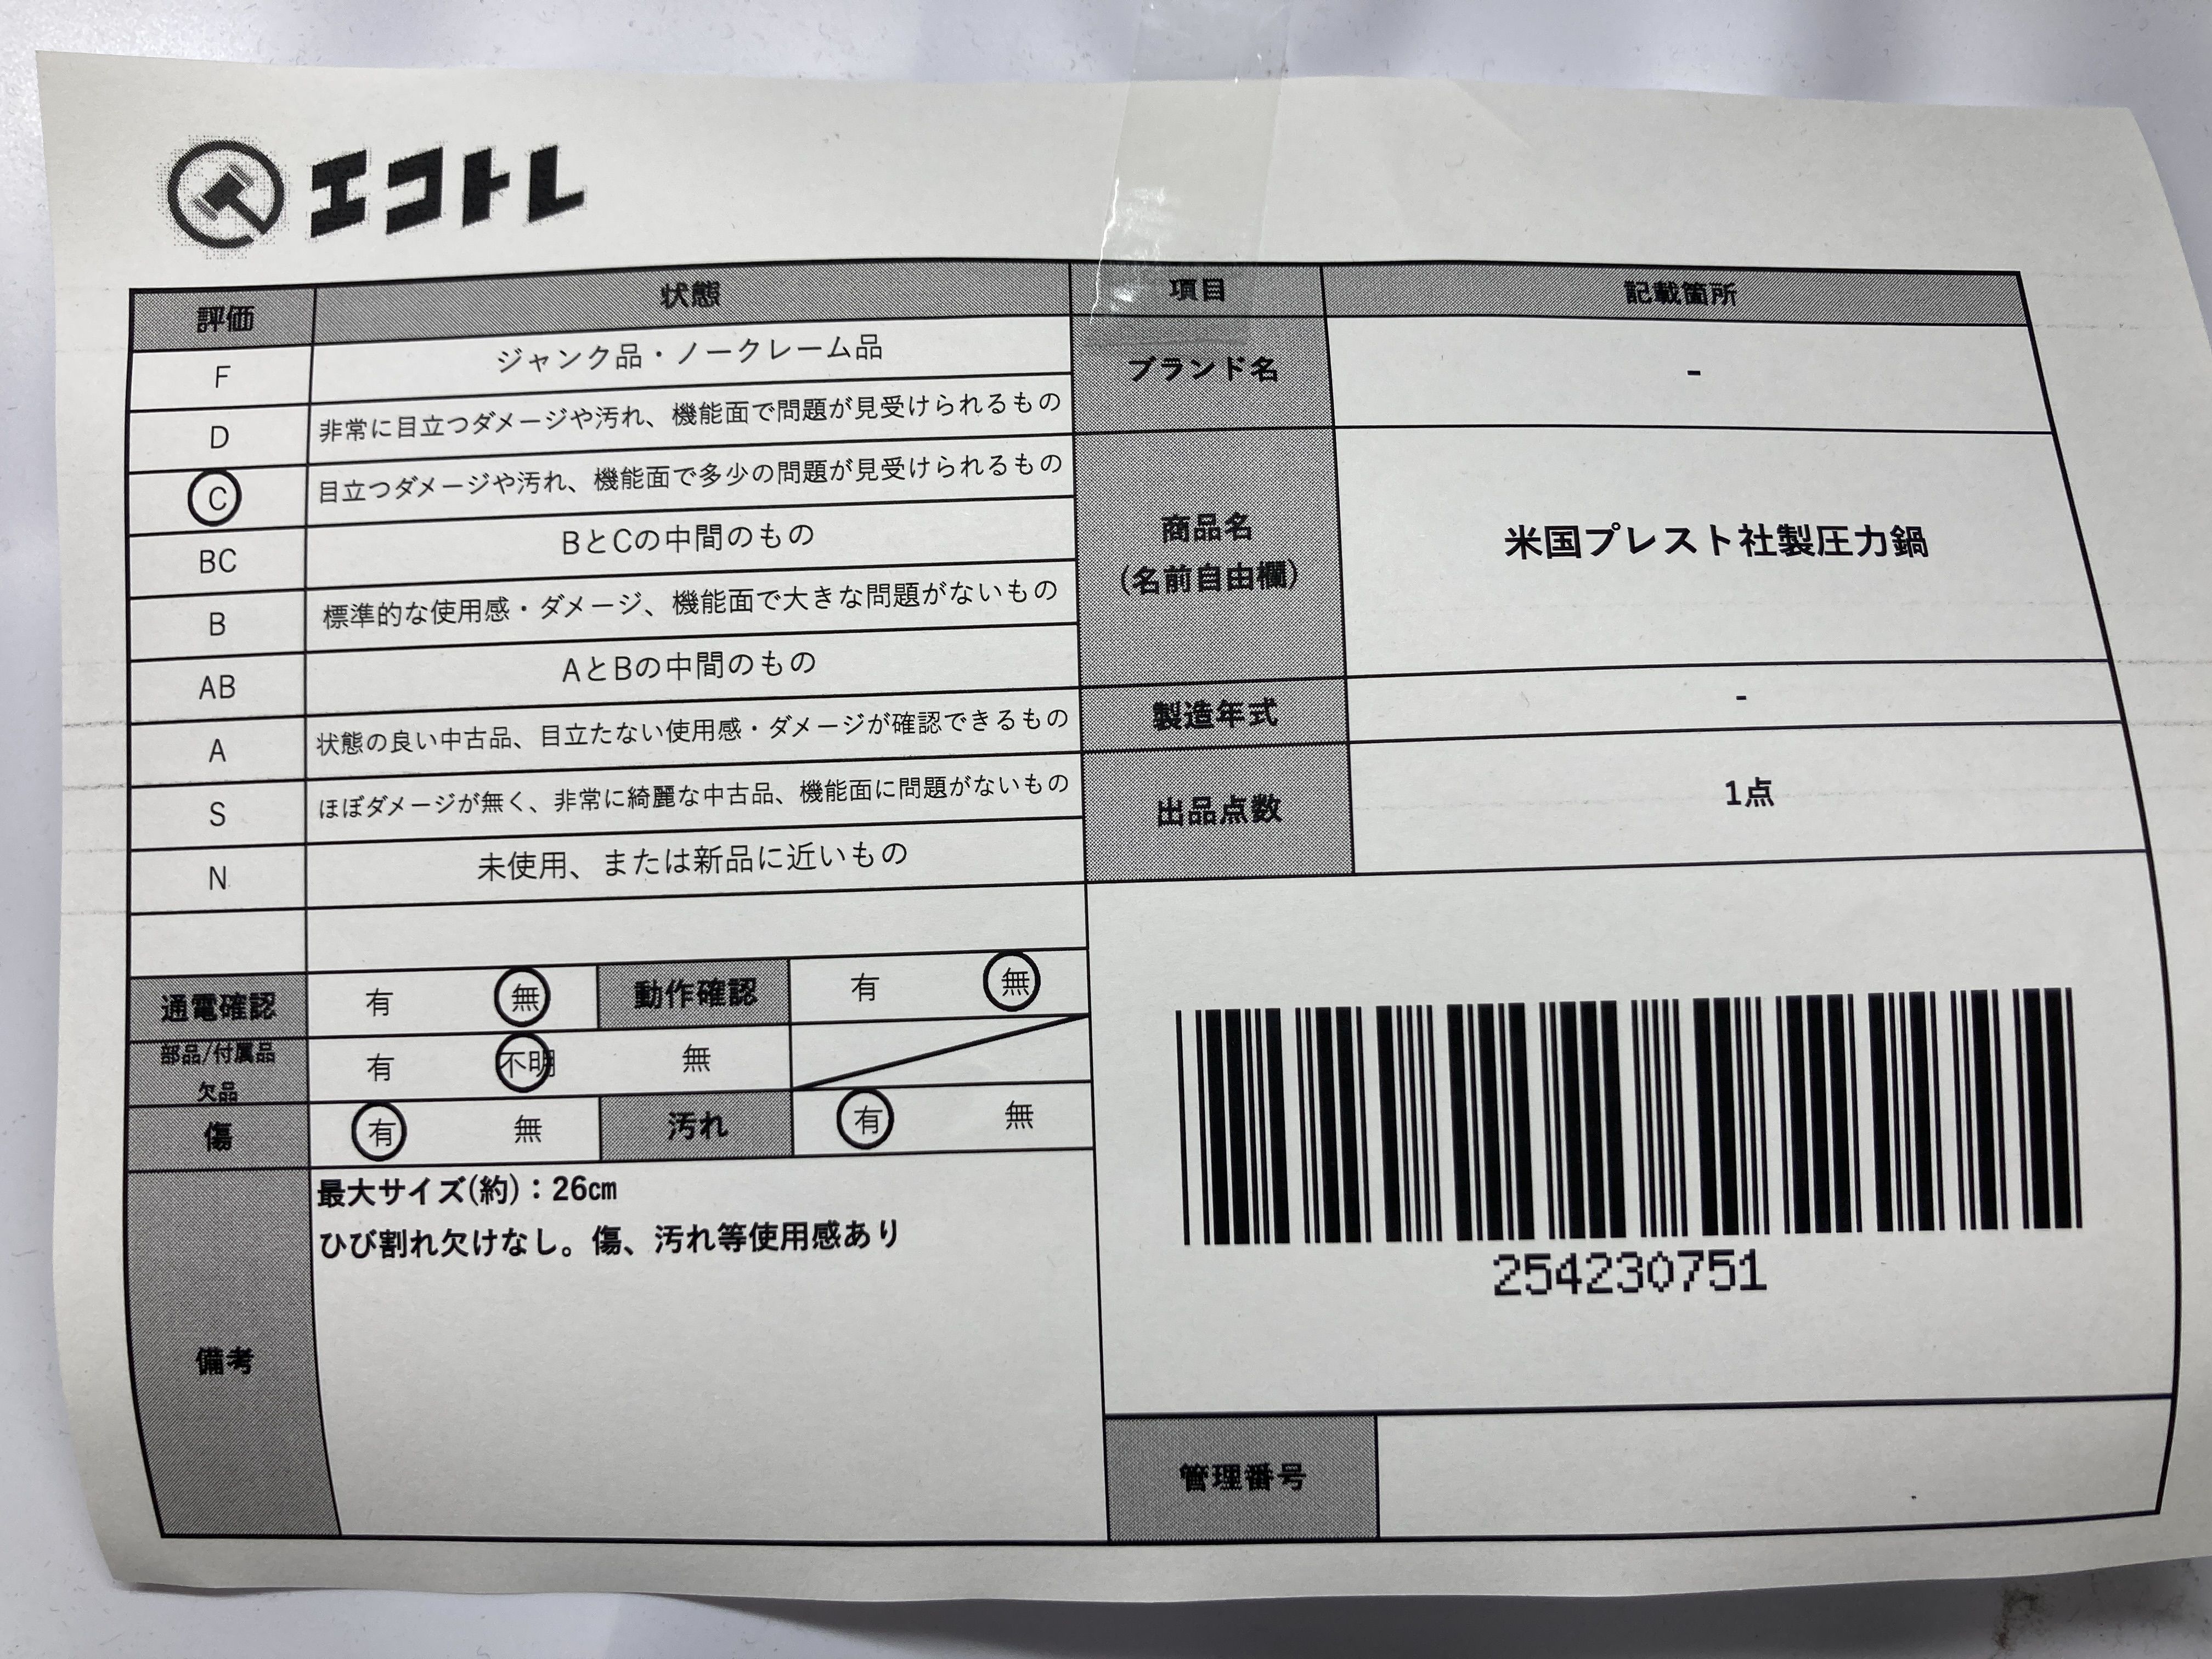 エコトレ
評価 状態 項目 記載箇所
F ジャンク品・ノークレーム品
D 非常に目立つダメージや汚れ、機能面で問題が見受けられるもの
C 目立つダメージや汚れ、機能面で多少の問題が見受けられるもの
BC BとCの中間のもの
B 標準的な使用感・ダメージ、機能面で大きな問題がないもの
AB AとBの中間のもの
A 状態の良い中古品、目立たない使用感・ダメージが確認できるもの
S ほぼダメージが無く、非常に綺麗な中古品、機能面に問題がないもの
N 未使用、または新品に近いもの
通電確認 有 無 動作確認 有 無
部品/付属品
欠品
有 不明 無
傷 有 無 汚れ 有 無
備考
最大サイズ(約)：26㎝
ひび割れ欠けなし。傷、汚れ等使用感あり
ブランド名 -
商品名
(名前自由欄)
米国プレスト社製圧力鍋
製造年式 -
出品点数 1点
254230751
管理番号